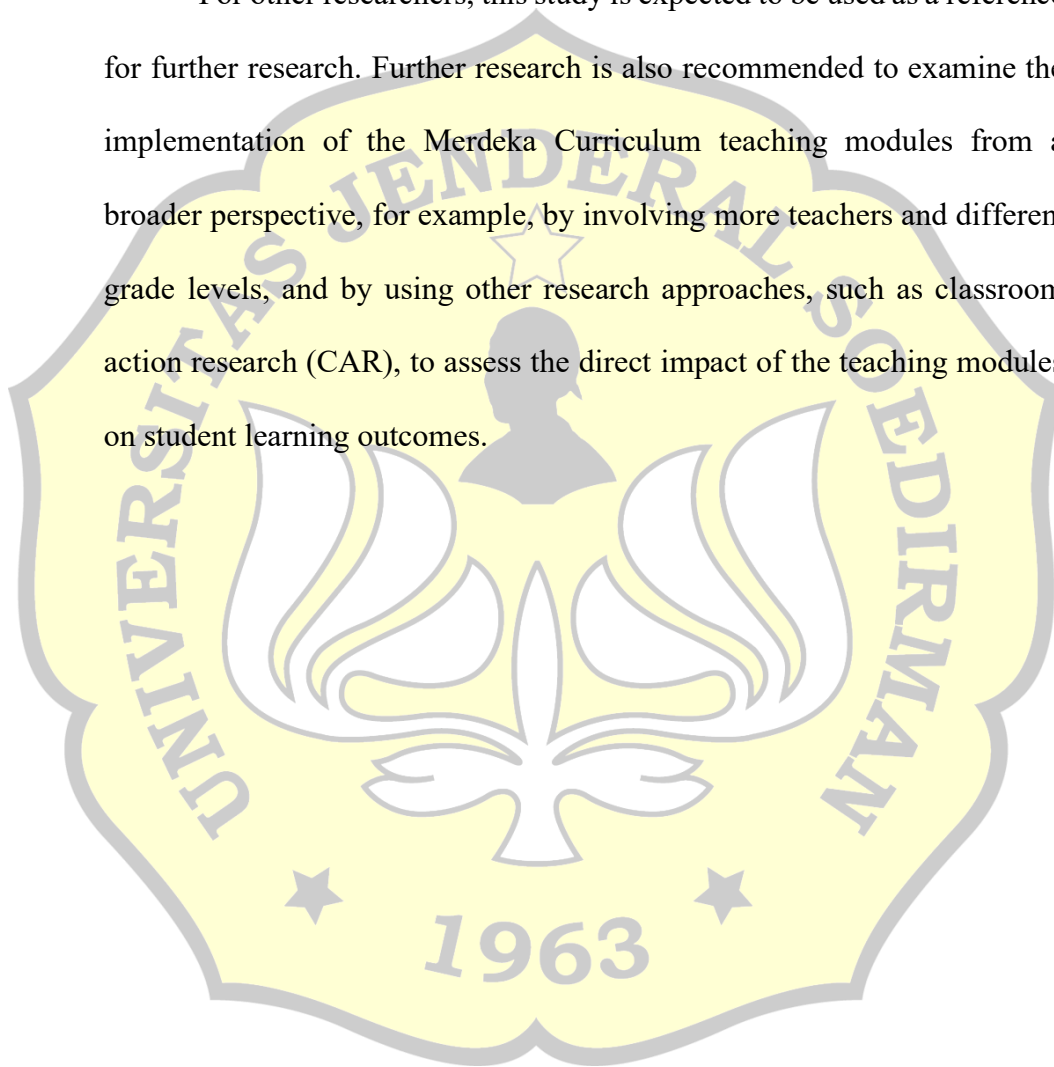 For other researchers, this study is expected to be used as a reference
for further research. Further research is also recommended to examine the
implementation of the Merdeka Curriculum teaching modules from a
broader perspective, for example, by involving more teachers and differen
grade levels, and by using other research approaches, such as classroom
action research (CAR), to assess the direct impact of the teaching modules
on student learning outcomes.
UNIVERSITAS JENDERAL SOEDIRMAN
1963